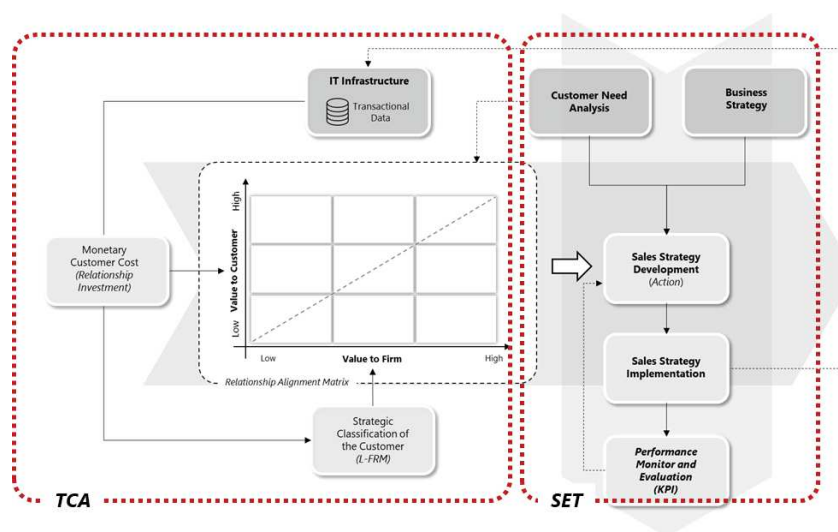 IT Infrastructure
Transactional
Data
Customer Need
Analysis
Business
Strategy
Monetary
Customer Cost
(Relationship
Investment)
High
Value to Customer
Low
Low
Value to Firm
High
Relationship Alignment Matrix
Strategic
Classification of
the Customer
(L-FRM)
Sales Strategy
Development
(Action)
Sales Strategy
Implementation
Performance
Monitor and
Evaluation
(KPI)
TCA
SET